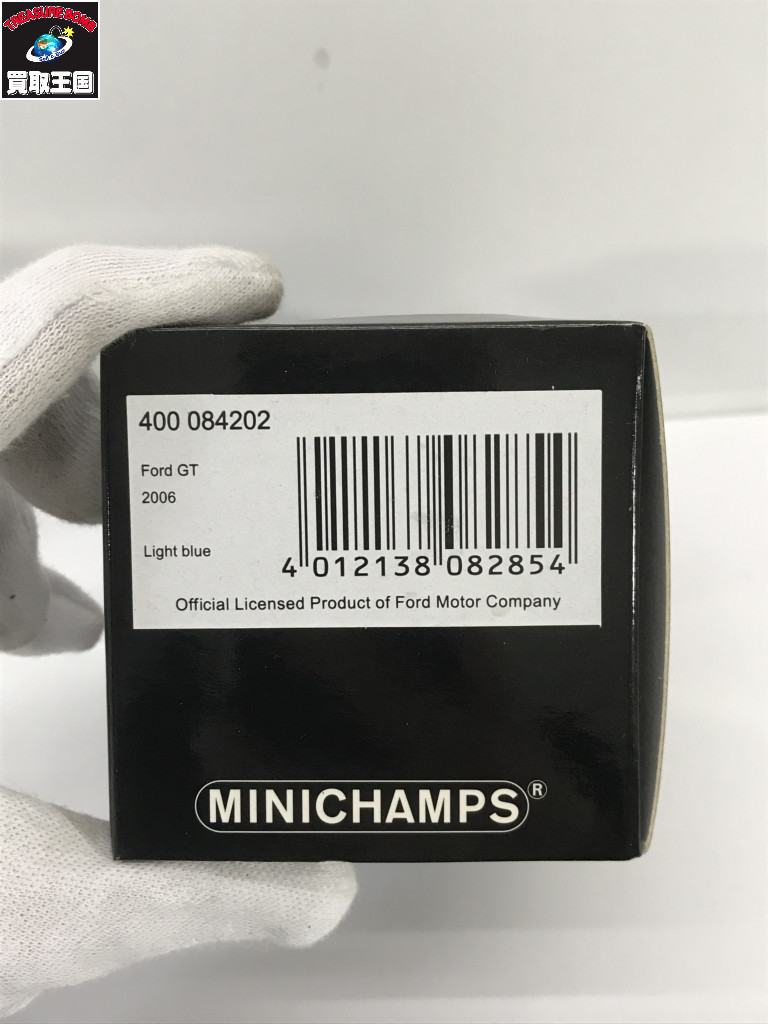 TREASURE BOMB
買取王国
400 084202
Ford GT
2006
Light blue
4 012138 082854
Official Licensed Product of Ford Motor Company
MINICHAMPS®